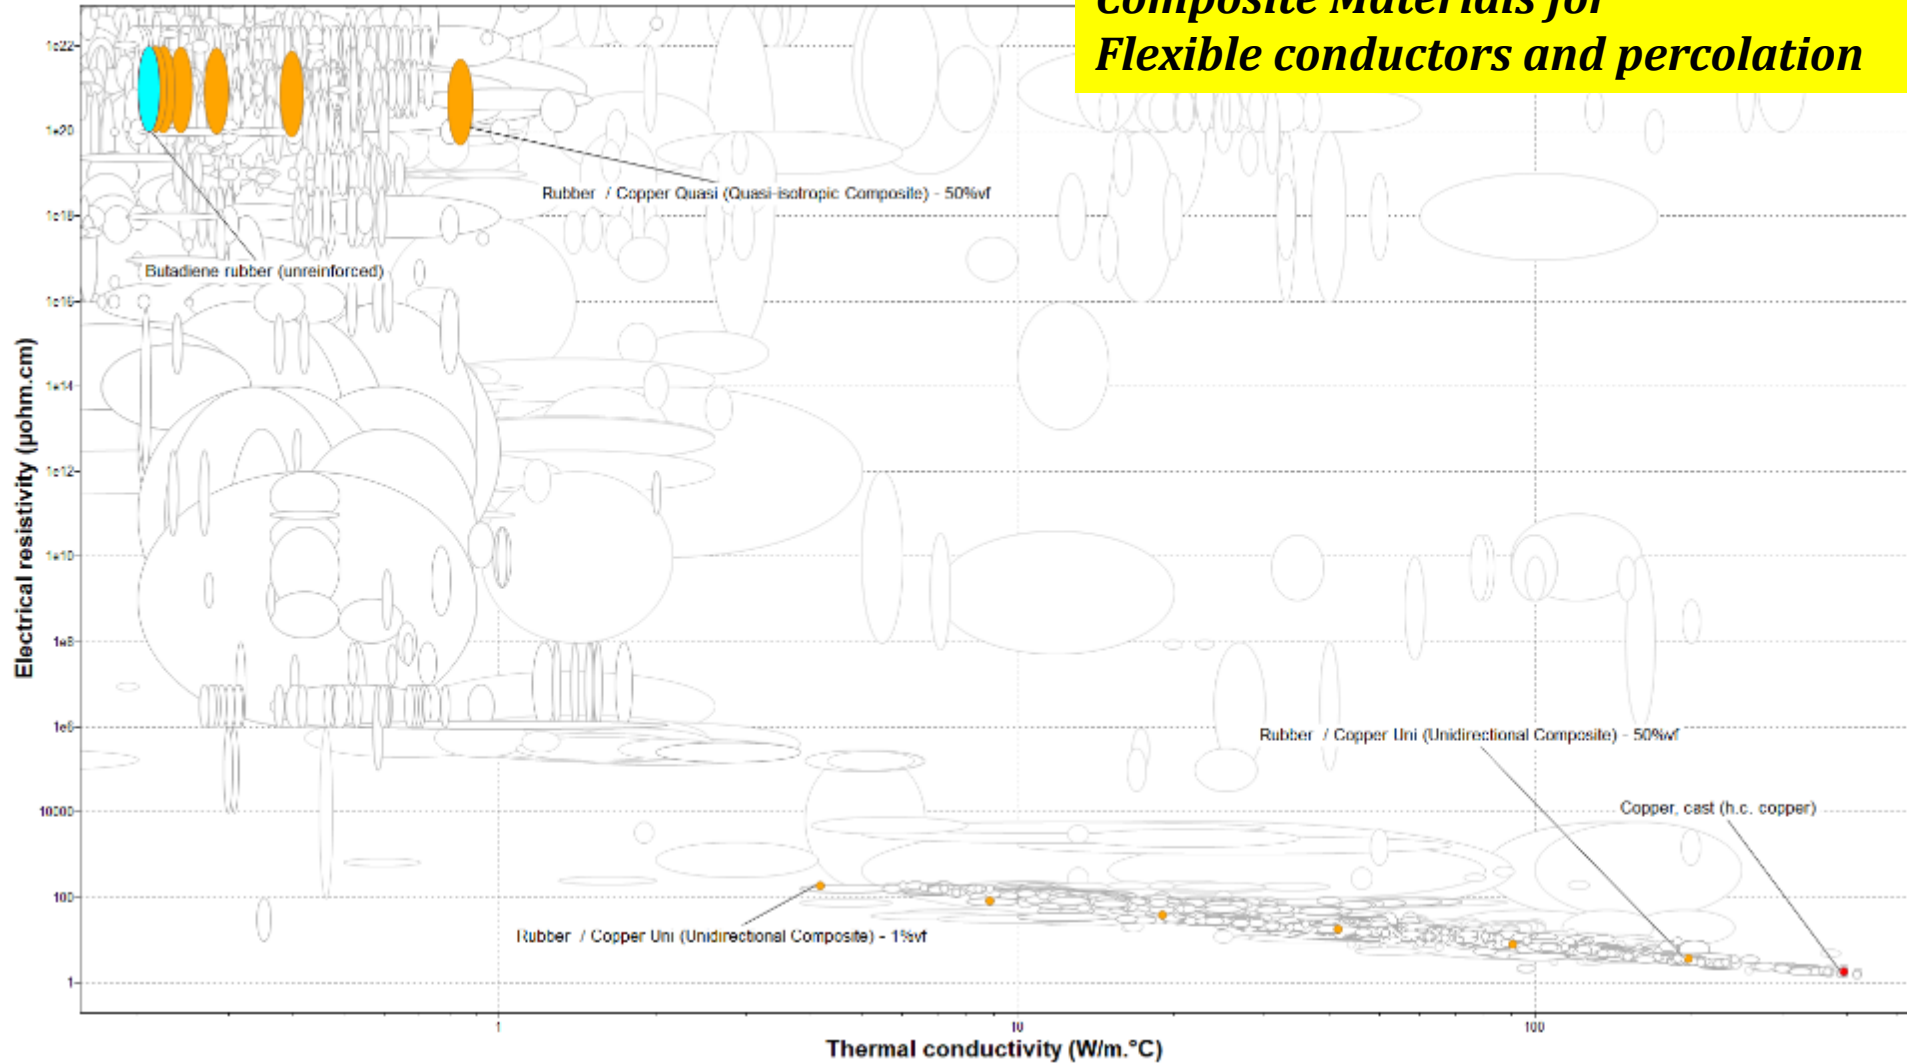 Composite Materials for
Flexible conductors and percolation
1e22
1e20
Rubber / Copper Quasi (Quasi-isotropic Composite) - 50%vf
1e18
Butadiene rubber (unreinforced)
1e16
1e14
1e12
1e10
1e8
1e6
Rubber / Copper Uni (Unidirectional Composite) - 50%vf
Copper, cast (h.c. copper)
10000
100
Rubber / Copper Uni (Unidirectional Composite) - 1%vf
1
Electrical resistivity (µohm.cm)
1
10
100
Thermal conductivity (W/m.°C)